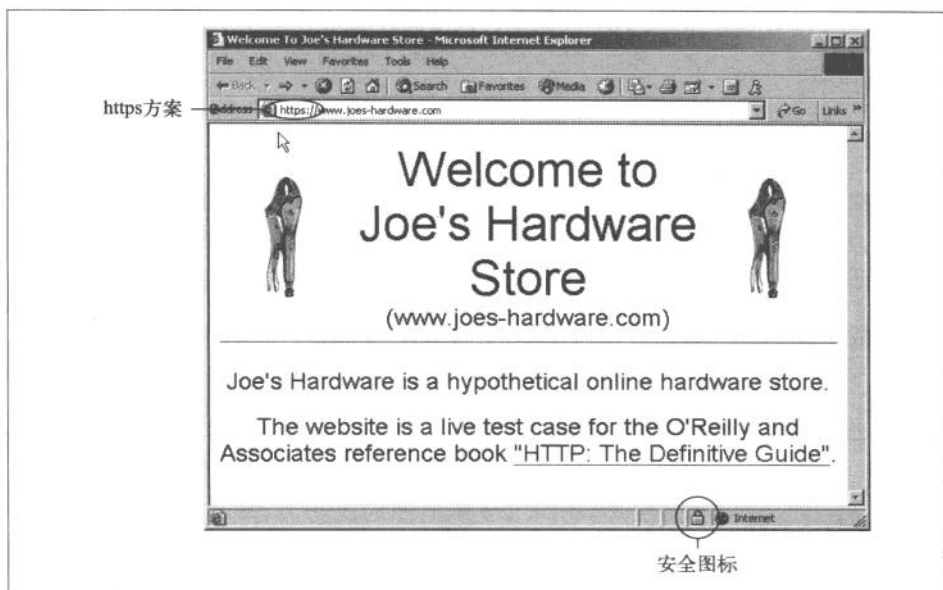 Welcome To Joe's Hardware Store - Microsoft Internet Explorer
File Edit View Favorites Tools Help
Back Search Favorites Media
https方案
Address https://www.joes-hardware.com Go Links »
Welcome to
Joe's Hardware
Store
(www.joes-hardware.com)
Joe's Hardware is a hypothetical online hardware store.
The website is a live test case for the O'Reilly and
Associates reference book "HTTP: The Definitive Guide".
Internet
安全图标